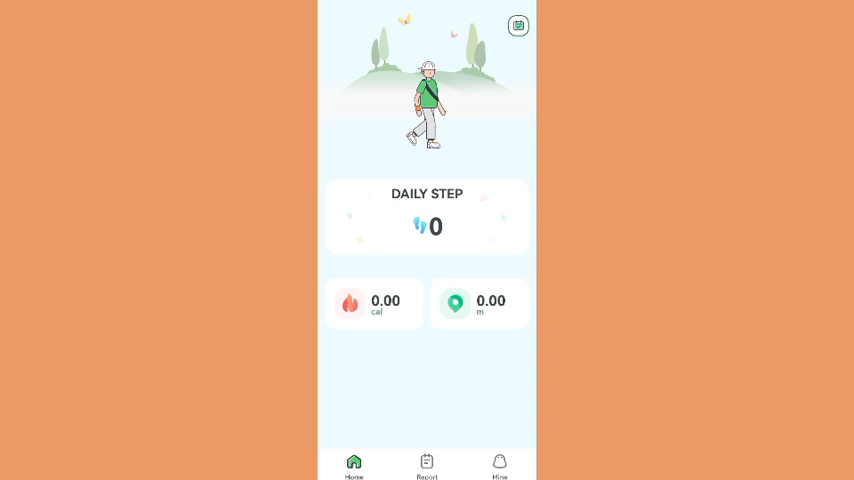 DAILY STEP
0
0.00
cal
0.00
m
Home
Report
Mine